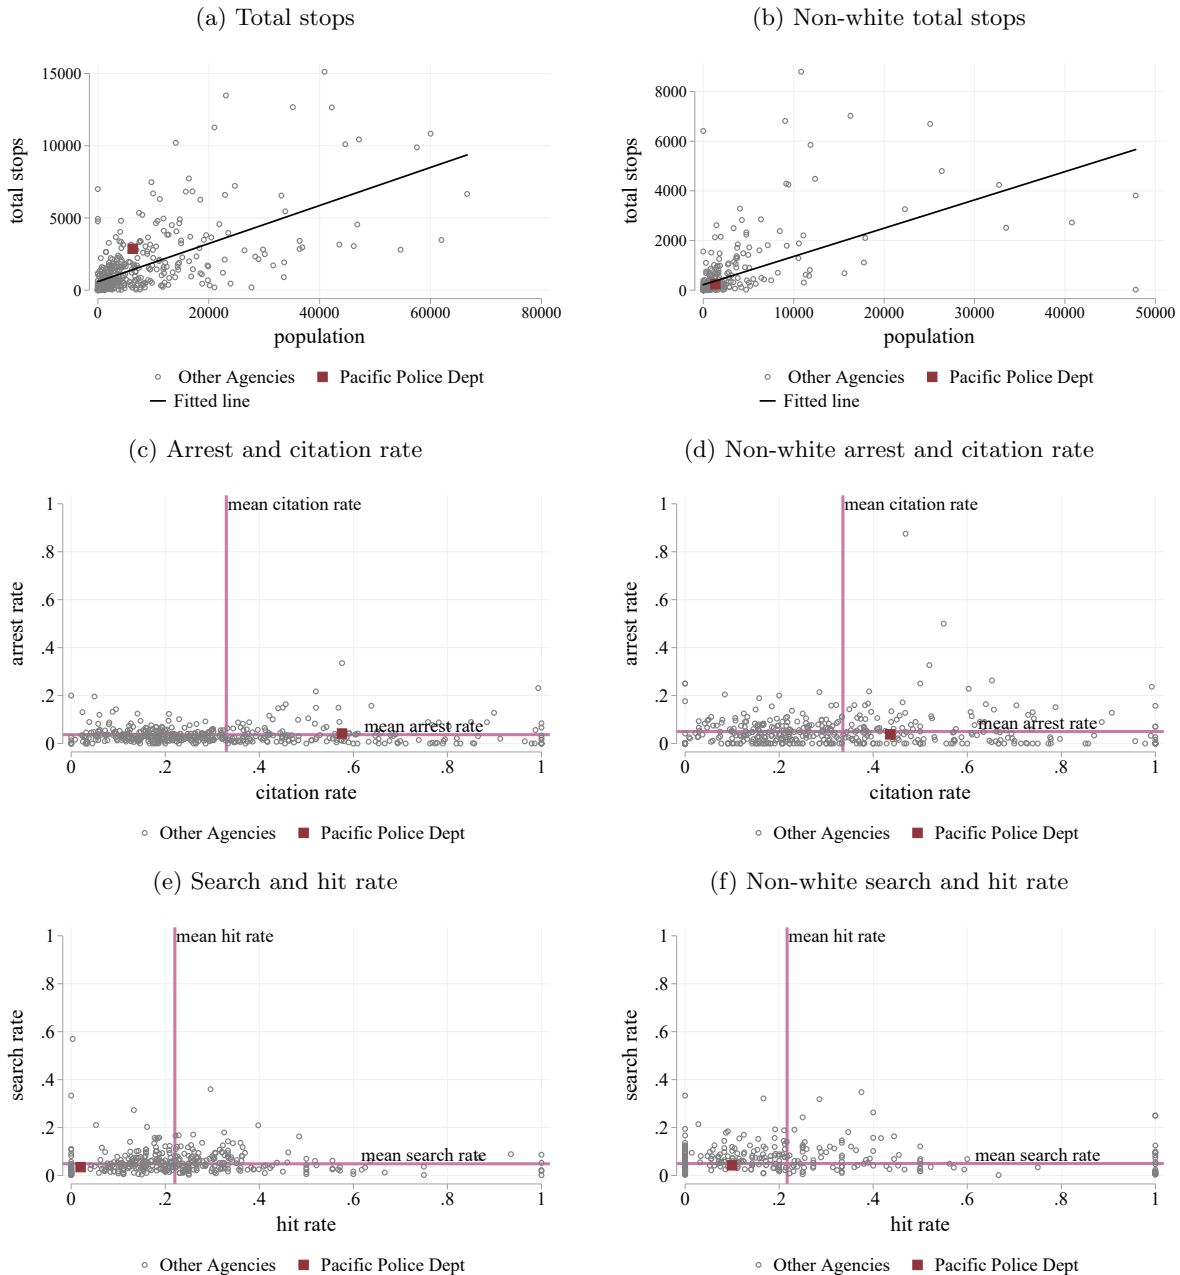 (a) Total stops
total stops
15000
10000
5000
0
0 20000 40000 60000 80000
population
Other Agencies Pacific Police Dept
Fitted line
(b) Non-white total stops
total stops
8000
6000
4000
2000
0
0 10000 20000 30000 40000 50000
population
Other Agencies Pacific Police Dept
Fitted line
(c) Arrest and citation rate
arrest rate
1
.8
.6
.4
.2
0
mean citation rate
mean arrest rate
0 .2 .4 .6 .8 1
citation rate
Other Agencies Pacific Police Dept
(d) Non-white arrest and citation rate
arrest rate
1
.8
.6
.4
.2
0
mean citation rate
mean arrest rate
0 .2 .4 .6 .8 1
citation rate
Other Agencies Pacific Police Dept
(e) Search and hit rate
search rate
1
.8
.6
.4
.2
0
mean hit rate
mean search rate
0 .2 .4 .6 .8 1
hit rate
Other Agencies Pacific Police Dept
(f) Non-white search and hit rate
search rate
1
.8
.6
.4
.2
0
mean hit rate
mean search rate
0 .2 .4 .6 .8 1
hit rate
Other Agencies Pacific Police Dept